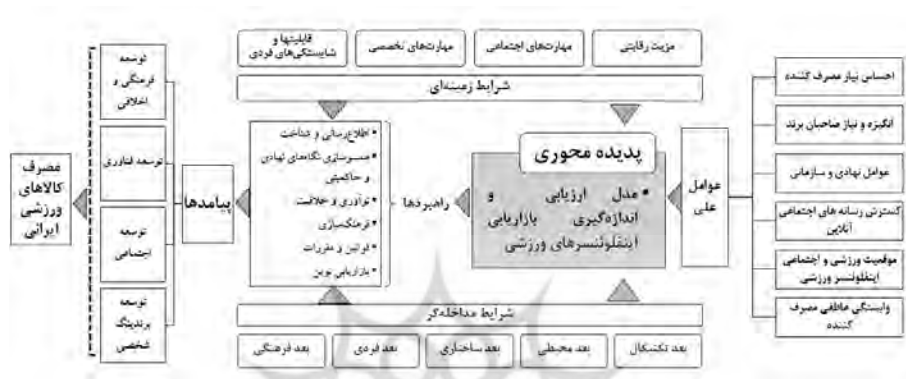 مزیت رقابتی
مهارت‌های اجتماعی
مهارت‌های تخصصی
قابلیتها و
شایستگی‌های فردی
شرایط زمینه‌ای
احساس نیاز مصرف کننده
انگیزه و نیاز صاحبان برند
عوامل نهادی و سازمانی
گسترش رسانه های اجتماعی
آنلاین
موقعیت ورزشی و اجتماعی
اینفلوئنسر ورزشی
وابستگی عاطفی مصرف
کننده
عوامل
علی
پدیده محوری
• مدل ارزیابی و
اندازه‌گیری بازاریابی
اینفلوئنسرهای ورزشی
راهبردها
• اطلاع‌رسانی و شناخت
• همسوسازی نگاه‌های نهادی
و حاکمیتی
• نوآوری و خلاقیت
• فرهنگ‌سازی
• قوانین و مقررات
• بازاریابی نوین
پیامدها
توسعه
فرهنگی و
اخلاقی
توسعه فناوری
توسعه
اجتماعی
توسعه
برندینگ
شخصی
مصرف
کالاهای
ورزشی
ایرانی
شرایط مداخله‌گر
بعد تکنیکال
بعد محیطی
بعد ساختاری
بعد فردی
بعد فرهنگی